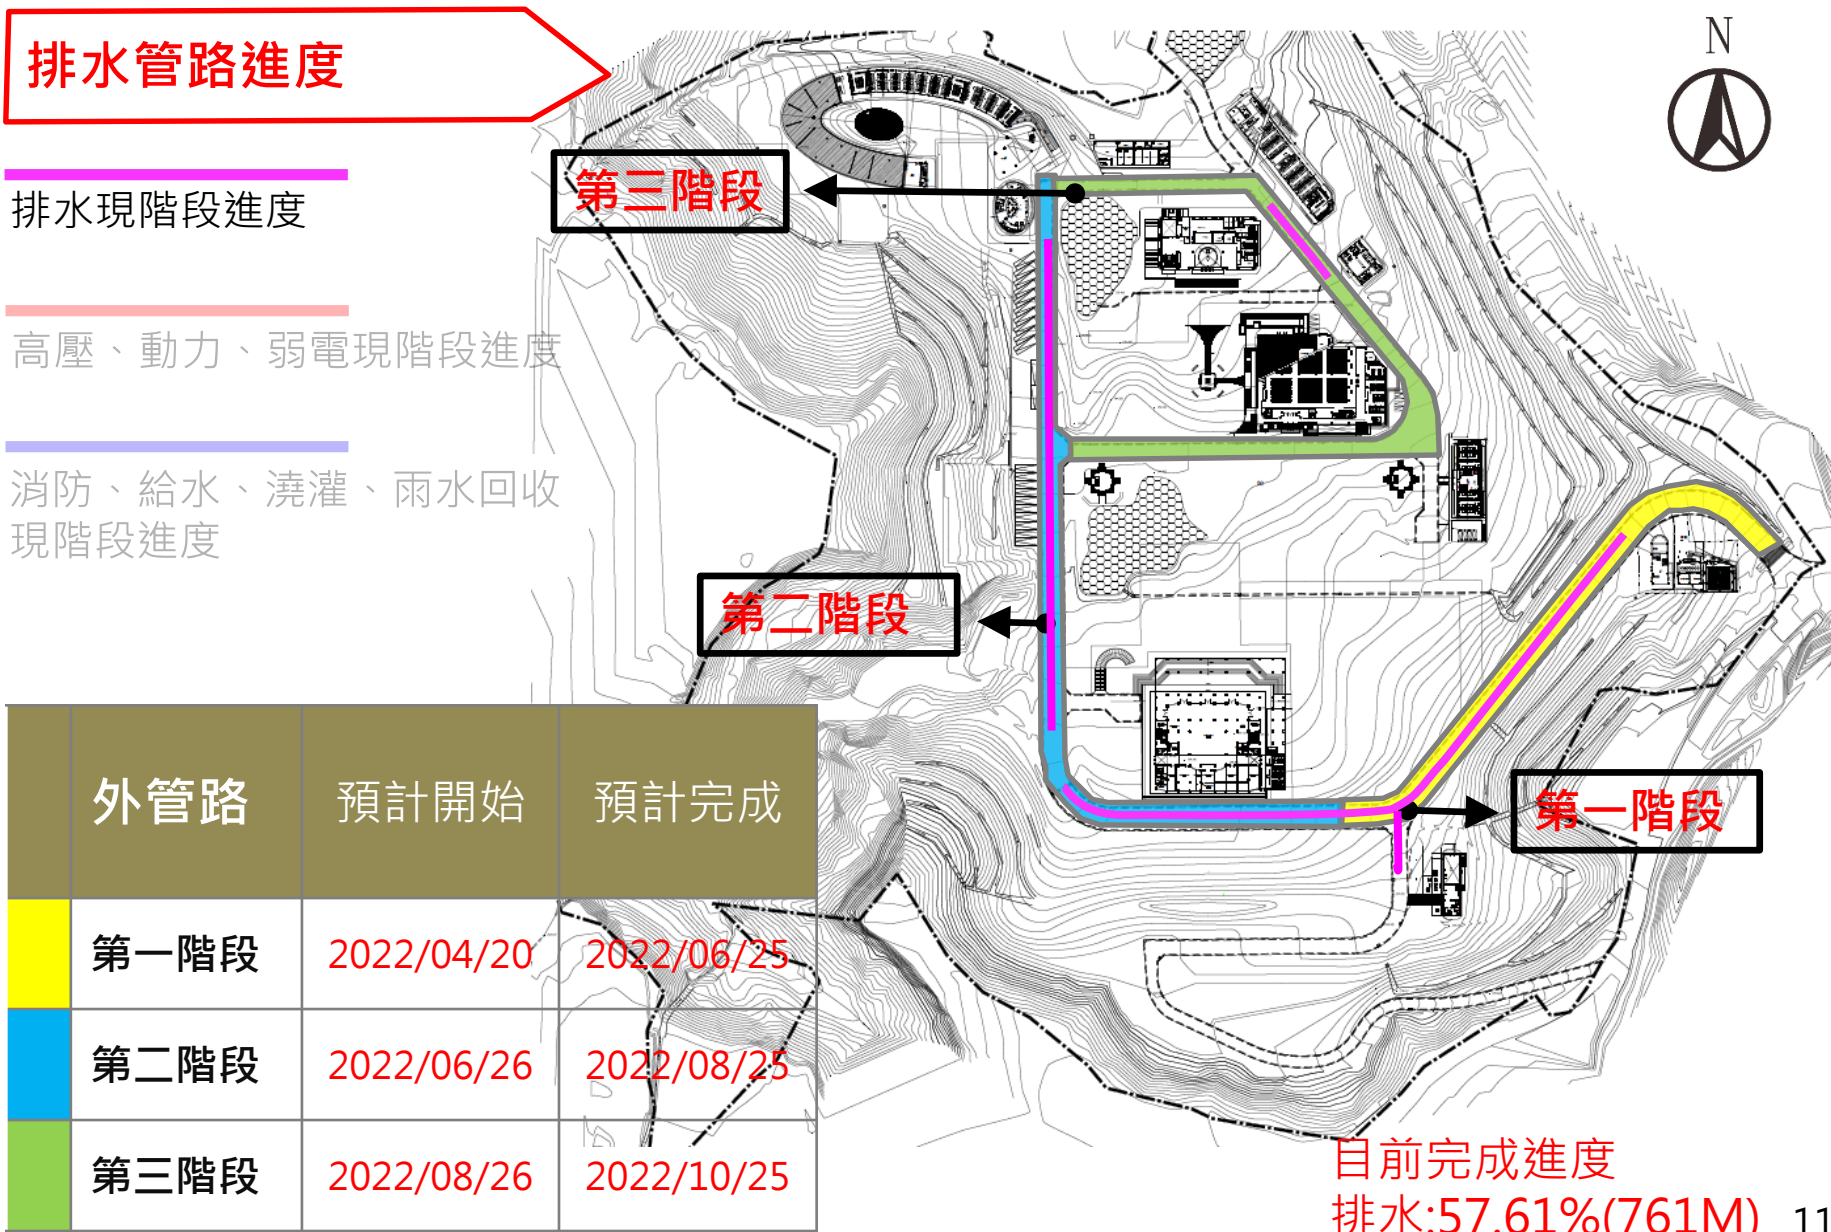 排水管路進度
N
排水現階段進度
高壓、動力、弱電現階段進度
消防、給水、澆灌、雨水回收
現階段進度
第三階段
第二階段
第一階段
外管路 預計開始 預計完成
第一階段 2022/04/20 2022/06/25
第二階段 2022/06/26 2022/08/25
第三階段 2022/08/26 2022/10/25
目前完成進度
排水:57.61%(761M)
11